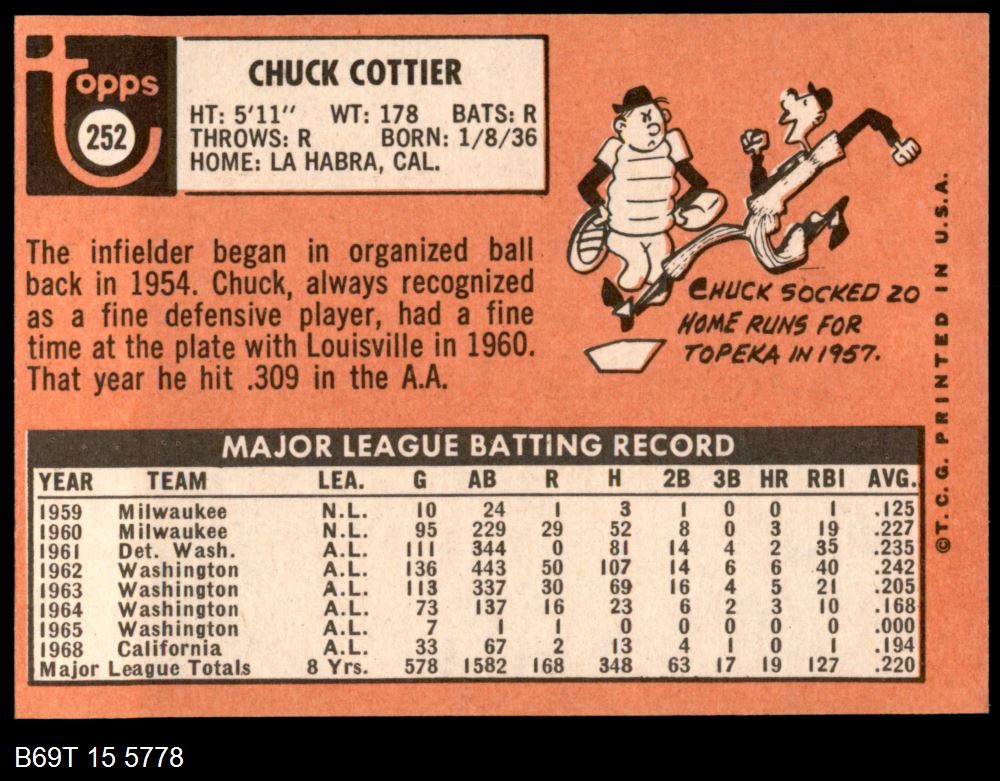 Topps
252
CHUCK COTTIER
HT: 5'11" WT: 178 BATS: R
THROWS: R BORN: 1/8/36
HOME: LA HABRA, CAL.
The infielder began in organized ball
back in 1954. Chuck, always recognized
as a fine defensive player, had a fine
time at the plate with Louisville in 1960.
That year he hit .309 in the A.A.
CHUCK SOCKED 20
HOME RUNS FOR
TOPEKA IN 1957.
©T.C.G. PRINTED IN U.S.A.
MAJOR LEAGUE BATTING RECORD
YEAR TEAM LEA. G AB R H 2B 3B HR RBI AVG.
1959 Milwaukee N.L. 10 24 1 3 1 0 0 1 .125
1960 Milwaukee N.L. 95 229 29 52 8 0 3 19 .227
1961 Det. Wash. A.L. 111 344 0 81 14 4 2 35 .235
1962 Washington A.L. 136 443 50 107 14 6 6 40 .242
1963 Washington A.L. 113 337 30 69 16 4 5 21 .205
1964 Washington A.L. 73 137 16 23 6 2 3 10 .168
1965 Washington A.L. 7 1 1 0 0 0 0 0 .000
1968 California A.L. 33 67 2 13 4 1 0 1 .194
Major League Totals 8 Yrs. 578 1582 168 348 63 17 19 127 .220
B69T 15 5778